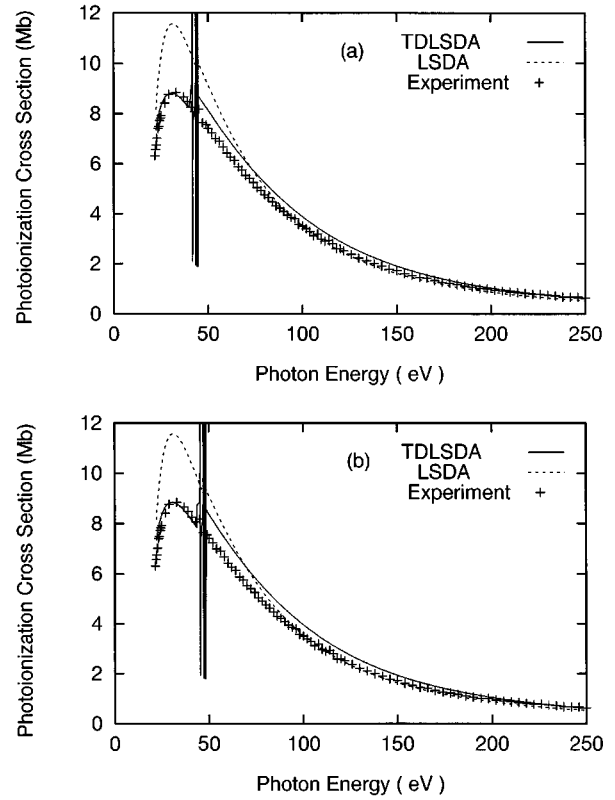 12
10
8
6
4
2
0
Photoionization Cross Section (Mb)
(a)
TDLSDA
LSDA
Experiment
0 50 100 150 200 250
Photon Energy ( eV )
12
10
8
6
4
2
0
Photoionization Cross Section (Mb)
(b)
TDLSDA
LSDA
Experiment
0 50 100 150 200 250
Photon Energy ( eV )